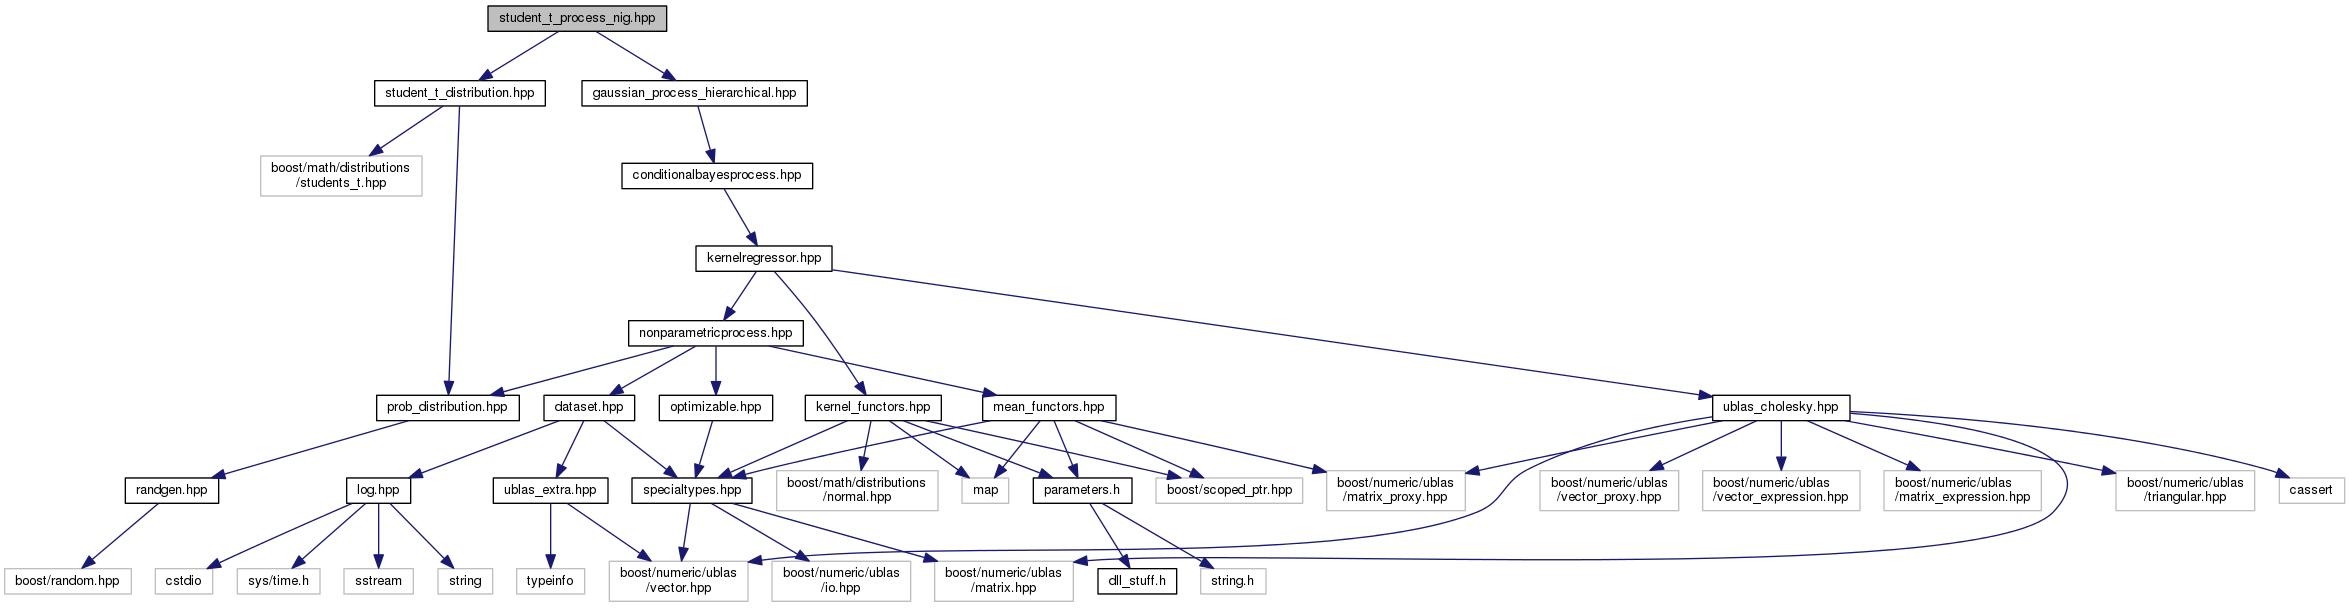 student_t_process_nig.hpp
student_t_distribution.hpp
gaussian_process_hierarchical.hpp
boost/math/distributions
/students_t.hpp
conditionalbayesprocess.hpp
kernelregressor.hpp
nonparametricprocess.hpp
prob_distribution.hpp
dataset.hpp
optimizable.hpp
kernel_functors.hpp
mean_functors.hpp
ublas_cholesky.hpp
randgen.hpp
log.hpp
ublas_extra.hpp
specialtypes.hpp
boost/math/distributions
/normal.hpp
map
parameters.h
boost/scoped_ptr.hpp
boost/numeric/ublas
/matrix_proxy.hpp
boost/numeric/ublas
/vector_proxy.hpp
boost/numeric/ublas
/vector_expression.hpp
boost/numeric/ublas
/matrix_expression.hpp
boost/numeric/ublas
/triangular.hpp
cassert
boost/random.hpp
cstdio
sys/time.h
sstream
string
typeinfo
boost/numeric/ublas
/vector.hpp
boost/numeric/ublas
/io.hpp
boost/numeric/ublas
/matrix.hpp
dll_stuff.h
string.h